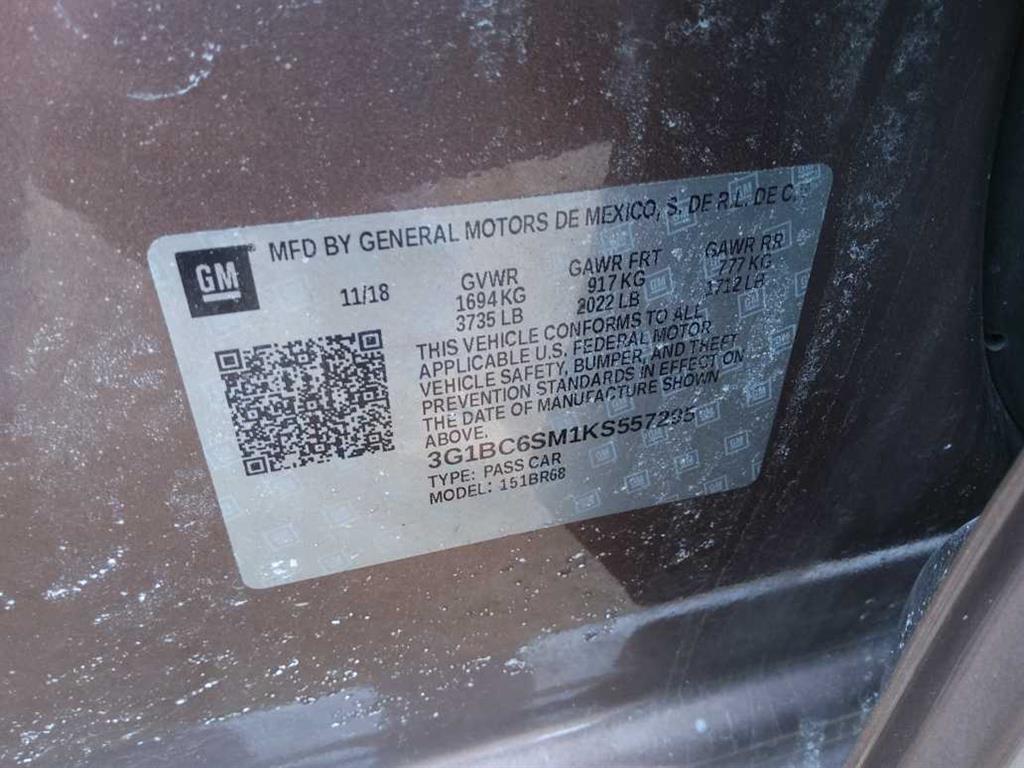 GM
MFD BY GENERAL MOTORS DE MEXICO, S. DE R.L. DE C.V.
11/18
GVWR
1694 KG
3735 LB
GAWR FRT
917 KG
2022 LB
GAWR RR
777 KG
1712 LB
THIS VEHICLE CONFORMS TO ALL
APPLICABLE U.S. FEDERAL MOTOR
VEHICLE SAFETY, BUMPER, AND THEFT
PREVENTION STANDARDS IN EFFECT ON
THE DATE OF MANUFACTURE SHOWN
ABOVE.
3G1BC6SM1KS557295
TYPE: PASS CAR
MODEL: 151BR68